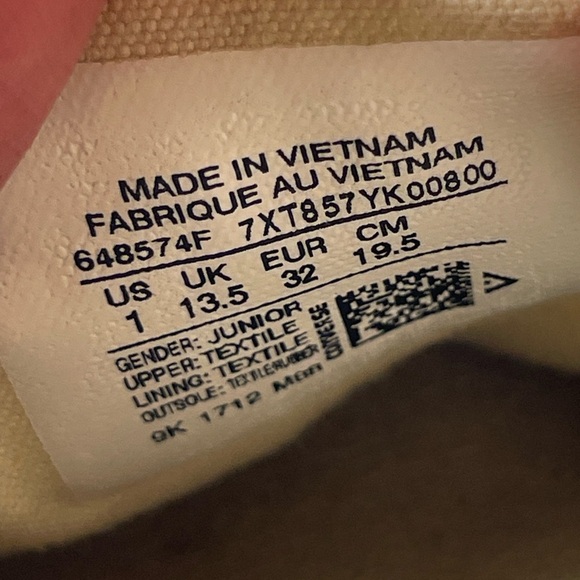 MADE IN VIETNAM
FABRIQUE AU VIETNAM
648574F 7XT857YK00800
US UK EUR CM
1 13.5 32 19.5
GENDER: JUNIOR
UPPER: TEXTILE
LINING: TEXTILE
OUTSOLE: TEXTILE/RUBBER
CONVERSE
9K 1712
V